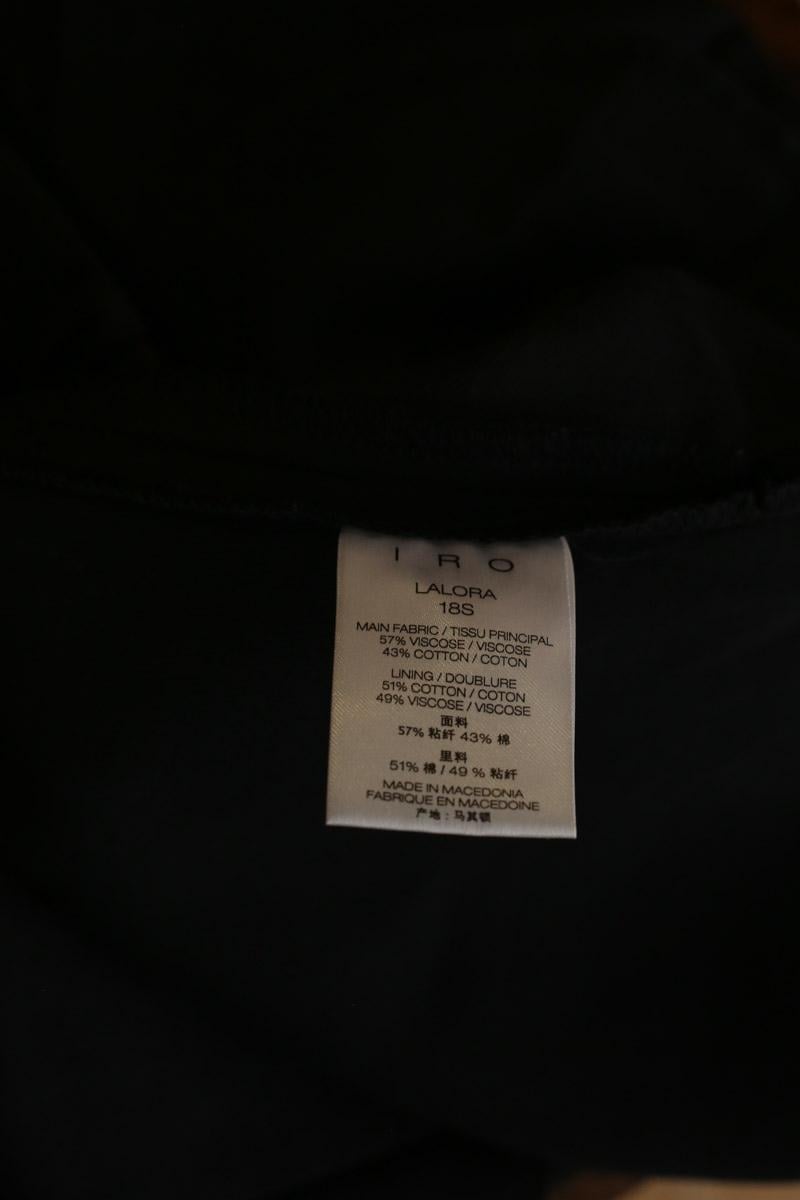 IRO
LALORA
18S
MAIN FABRIC / TISSU PRINCIPAL
57% VISCOSE / VISCOSE
43% COTTON / COTON
LINING / DOUBLURE
51% COTTON / COTON
49% VISCOSE / VISCOSE
面料
57% 粘纤 43% 棉
里料
51% 棉 / 49 % 粘纤
MADE IN MACEDONIA
FABRIQUE EN MACEDOINE
产地：马其顿